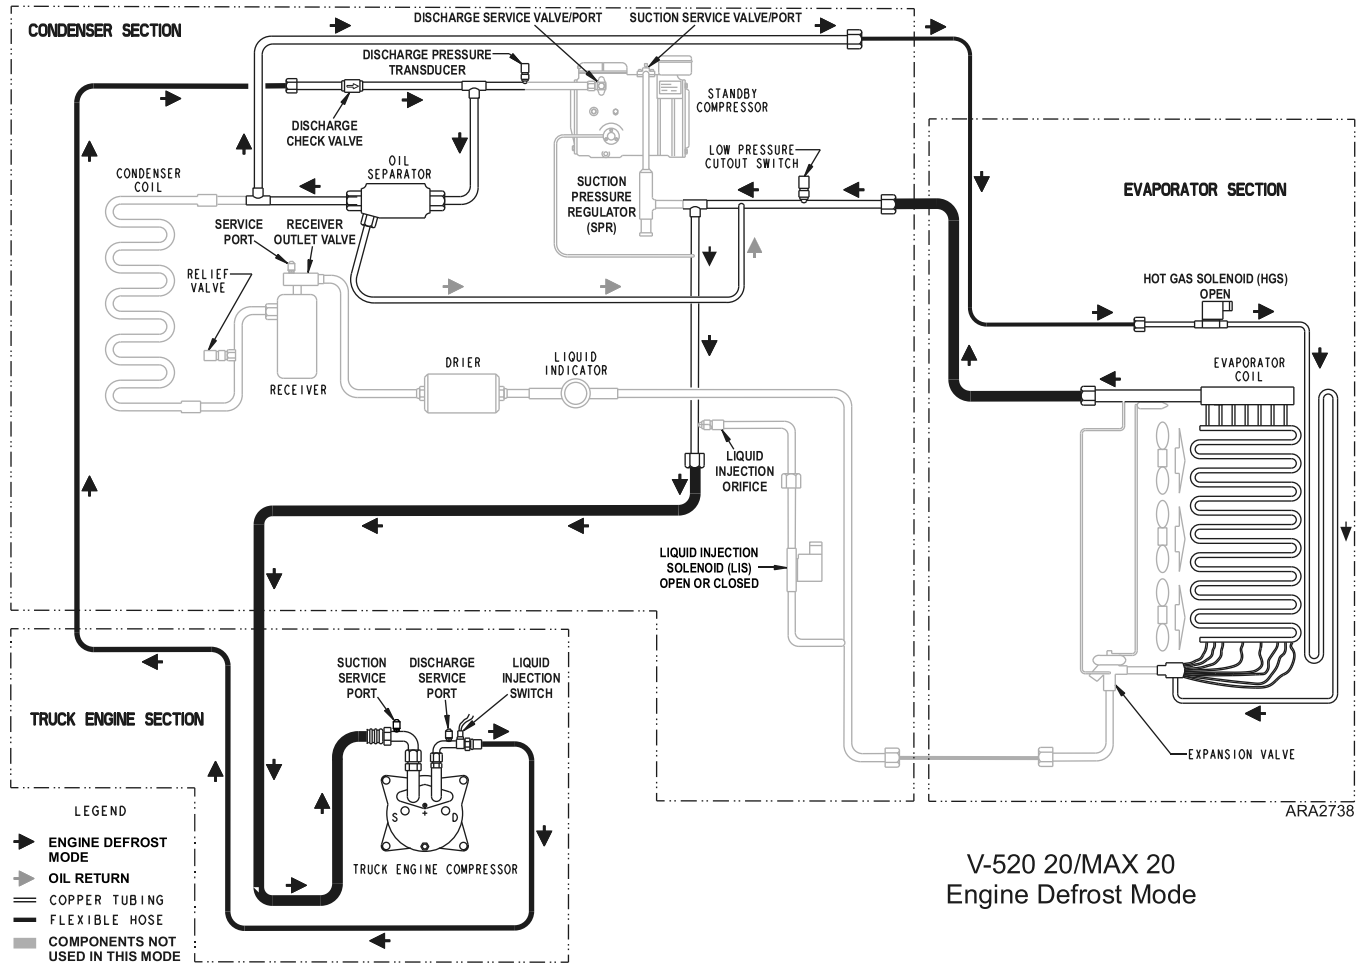 CONDENSER SECTION
DISCHARGE SERVICE VALVE/PORT
SUCTION SERVICE VALVE/PORT
DISCHARGE PRESSURE
TRANSDUCER
DISCHARGE
CHECK VALVE
STANDBY
COMPRESSOR
LOW PRESSURE
CUTOUT SWITCH
OIL
SEPARATOR
CONDENSER
COIL
SUCTION
PRESSURE
REGULATOR
(SPR)
EVAPORATOR SECTION
SERVICE
PORT
RECEIVER
OUTLET VALVE
RELIEF
VALVE
HOT GAS SOLENOID (HGS)
OPEN
RECEIVER
DRIER
LIQUID
INDICATOR
EVAPORATOR
COIL
LIQUID
INJECTION
ORIFICE
LIQUID INJECTION
SOLENOID (LIS)
OPEN OR CLOSED
SUCTION
SERVICE
PORT
DISCHARGE
SERVICE
PORT
LIQUID
INJECTION
SWITCH
TRUCK ENGINE SECTION
EXPANSION VALVE
S + D
TRUCK ENGINE COMPRESSOR
LEGEND
ENGINE DEFROST
MODE
OIL RETURN
COPPER TUBING
FLEXIBLE HOSE
COMPONENTS NOT
USED IN THIS MODE
ARA2738
V-520 20/MAX 20
Engine Defrost Mode